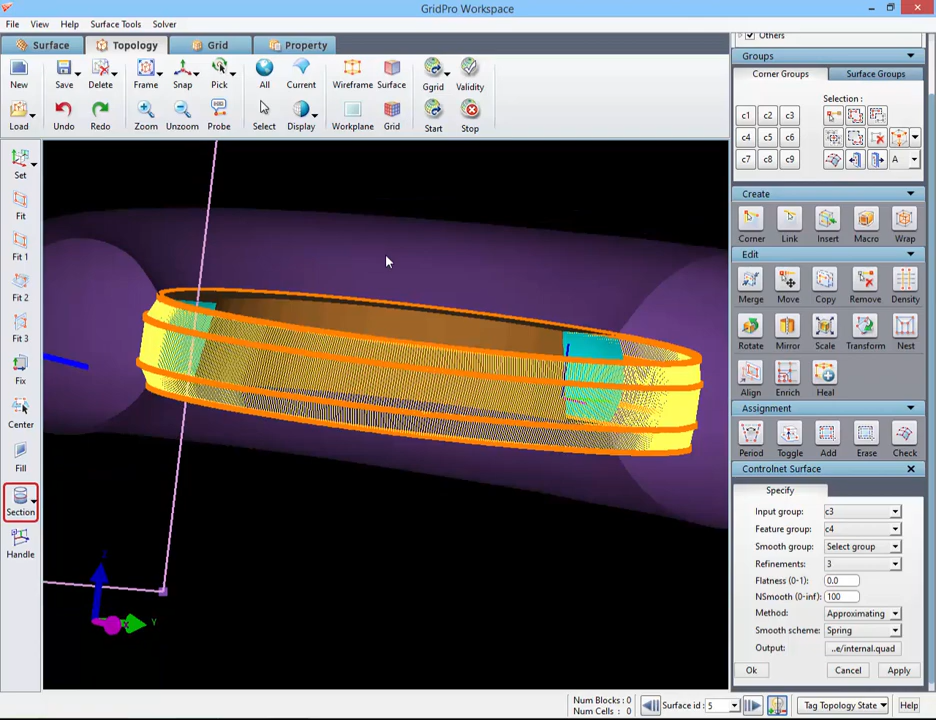 GridPro Workspace
File View Help Surface Tools Solver
Surface Topology Grid Property
New Save Delete Frame Snap Pick All Current Wireframe Surface Ggrid Validity
Load Undo Redo Zoom Unzoom Probe Select Display Workplane Grid Start Stop
Set
Fit
Fit 1
Fit 2
Fit 3
Fix
Center
Fill
Section
Handle
Z
X
Y
Others
Groups
Corner Groups Surface Groups
Selection :
c1 c2 c3
c4 c5 c6
c7 c8 c9 A
Create
Corner Link Insert Macro Wrap
Edit
Merge Move Copy Remove Density
Rotate Mirror Scale Transform Nest
Align Enrich Heal
Assignment
Period Toggle Add Erase Check
Controlnet Surface
Specify
Input group: c3
Feature group: c4
Smooth group: Select group
Refinements: 3
Flatness (0-1): 0.0
NSmooth (0-inf): 100
Method: Approximating
Smooth scheme: Spring
Output: ..e/internal.quad
Ok Cancel Apply
Num Blocks: 0
Num Cells: 0
Surface id: 5
Tag Topology State
Help